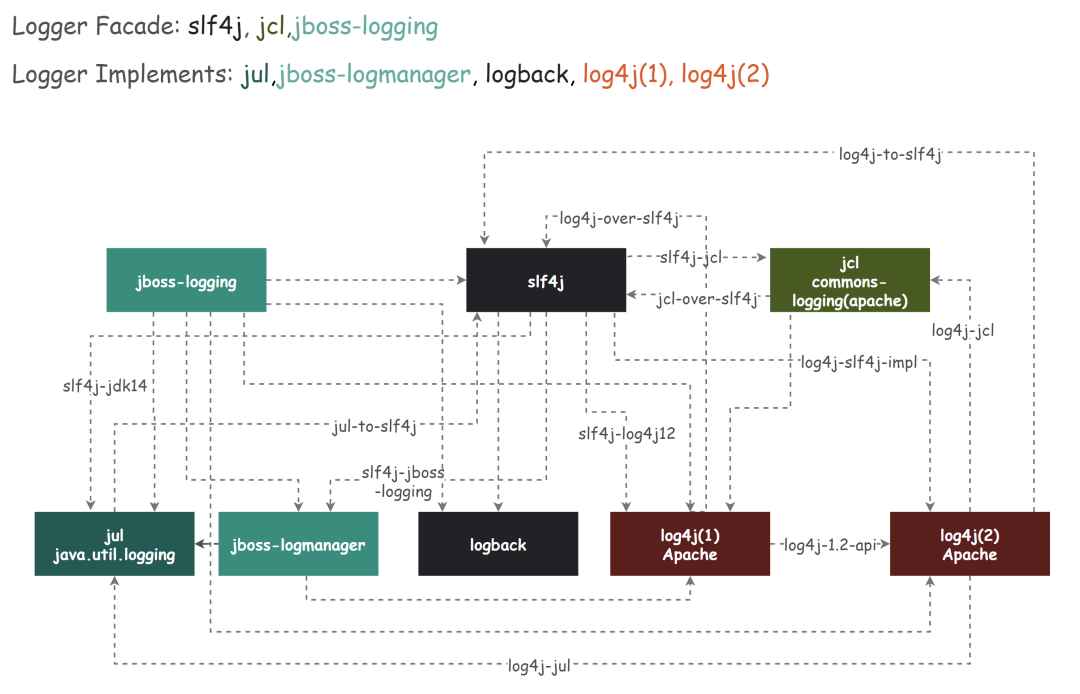 Logger Facade: slf4j, jcl,jboss-logging
Logger Implements: jul,jboss-logmanager, logback, log4j(1), log4j(2)
log4j-to-slf4j
log4j-over-slf4j
jboss-logging
slf4j
slf4j-jcl
jcl-over-slf4j
jcl
commons-
logging(apache)
log4j-jcl
log4j-slf4j-impl
slf4j-jdk14
jul-to-slf4j
slf4j-log4j12
slf4j-jboss
-logging
jul
java.util.logging
jboss-logmanager
logback
log4j(1)
Apache
log4j-1.2-api
log4j(2)
Apache
log4j-jul